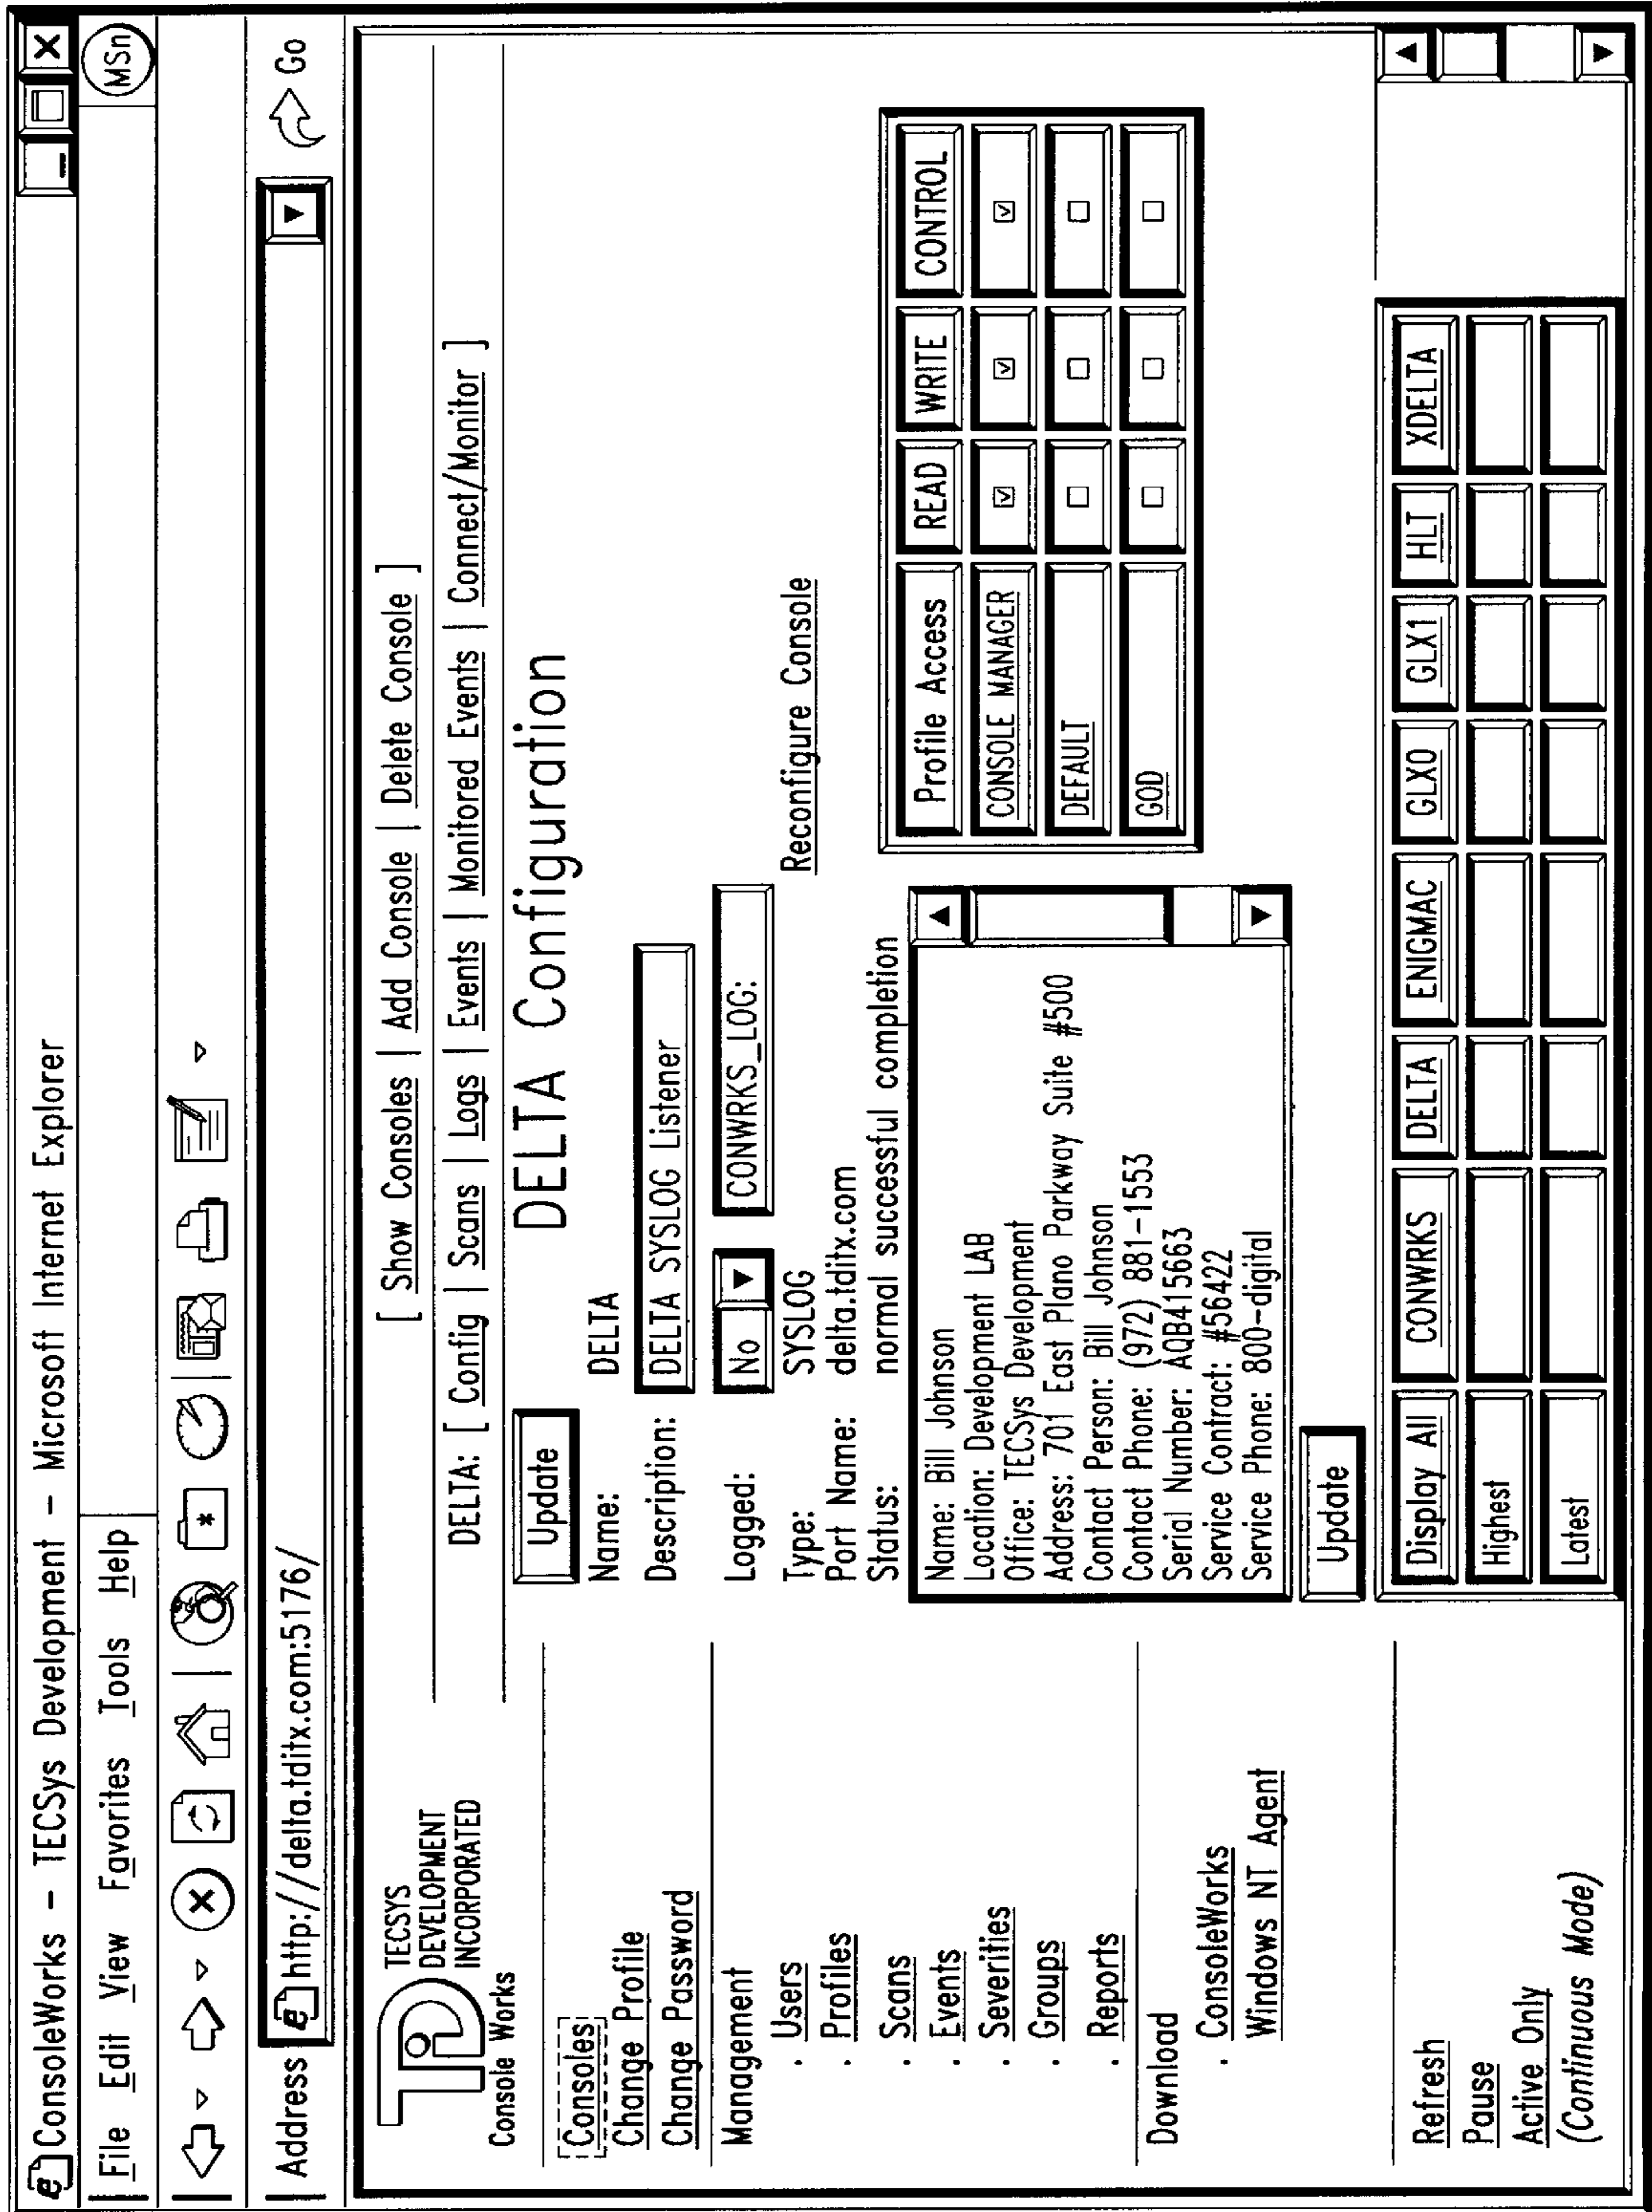 ConsoleWorks - TECSys Development - Microsoft Internet Explorer
File Edit View Favorites Tools Help
MSn
Address http://delta.tditx.com:5176/
Go
TDi
TECSYS
DEVELOPMENT
INCORPORATED
Console Works
Consoles
Change Profile
Change Password
Management
· Users
· Profiles
· Scans
· Events
· Severities
· Groups
· Reports
Download
· ConsoleWorks
Windows NT Agent
Refresh
Pause
Active Only
(Continuous Mode)
[ Show Consoles | Add Console | Delete Console ]
DELTA: [ Config | Scans | Logs | Events | Monitored Events | Connect/Monitor ]
DELTA Configuration
Update
Name: DELTA
Description: DELTA SYSLOG Listener
Logged: No CONWRKS_LOG:
Type: SYSLOG
Reconfigure Console
Port Name: delta.tditx.com
Status: normal successful completion
Name: Bill Johnson
Location: Development LAB
Office: TECSys Development
Address: 701 East Plano Parkway Suite #500
Contact Person: Bill Johnson
Contact Phone: (972) 881-1553
Serial Number: AQB415663
Service Contract: #56422
Service Phone: 800-digital
Profile Access READ WRITE CONTROL
CONSOLE MANAGER
DEFAULT
GOD
Update
Display All CONWRKS DELTA ENIGMAC GLX0 GLX1 HLT XDELTA
Highest
Latest